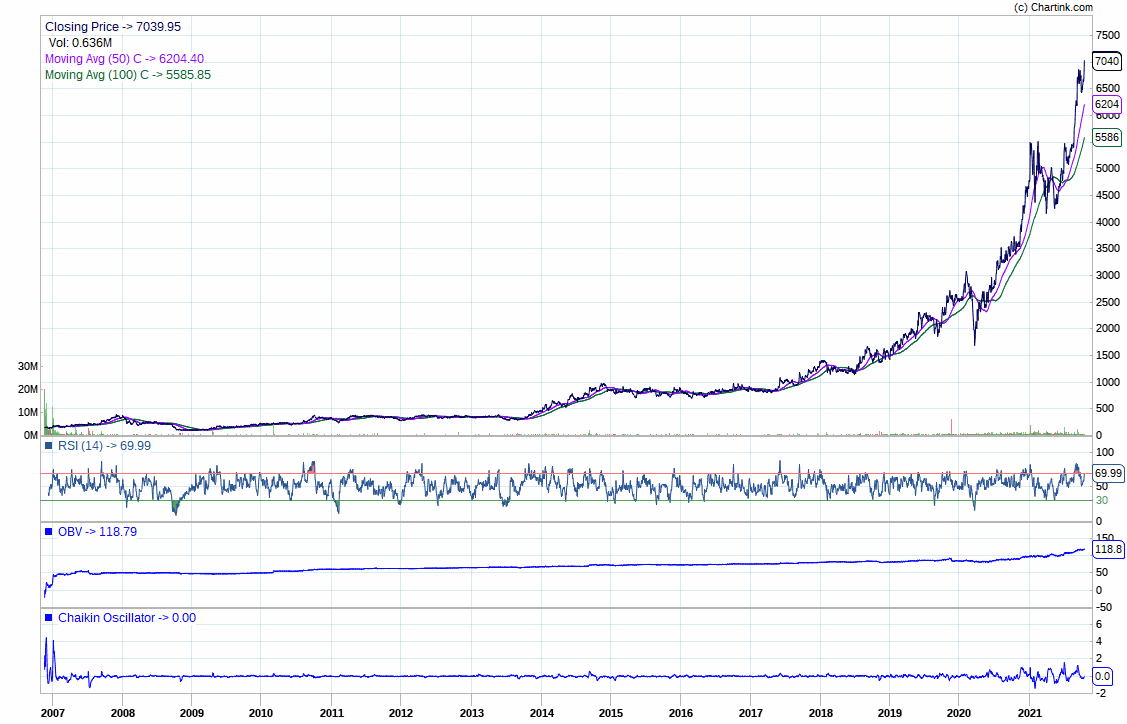 (c) Chartink.com
Closing Price -> 7039.95
Vol: 0.636M
Moving Avg (50) C -> 6204.40
Moving Avg (100) C -> 5585.85
7500
7040
6500
6204
6000
5586
5000
4500
4000
3500
3000
2500
2000
1500
30M
20M
1000
10M
500
0M
0
RSI (14) -> 69.99
100
69.99
50
30
0
OBV -> 118.79
150
118.8
50
0
-50
Chaikin Oscillator -> 0.00
6
4
2
0.0
-2
2007 2008 2009 2010 2011 2012 2013 2014 2015 2016 2017 2018 2019 2020 2021